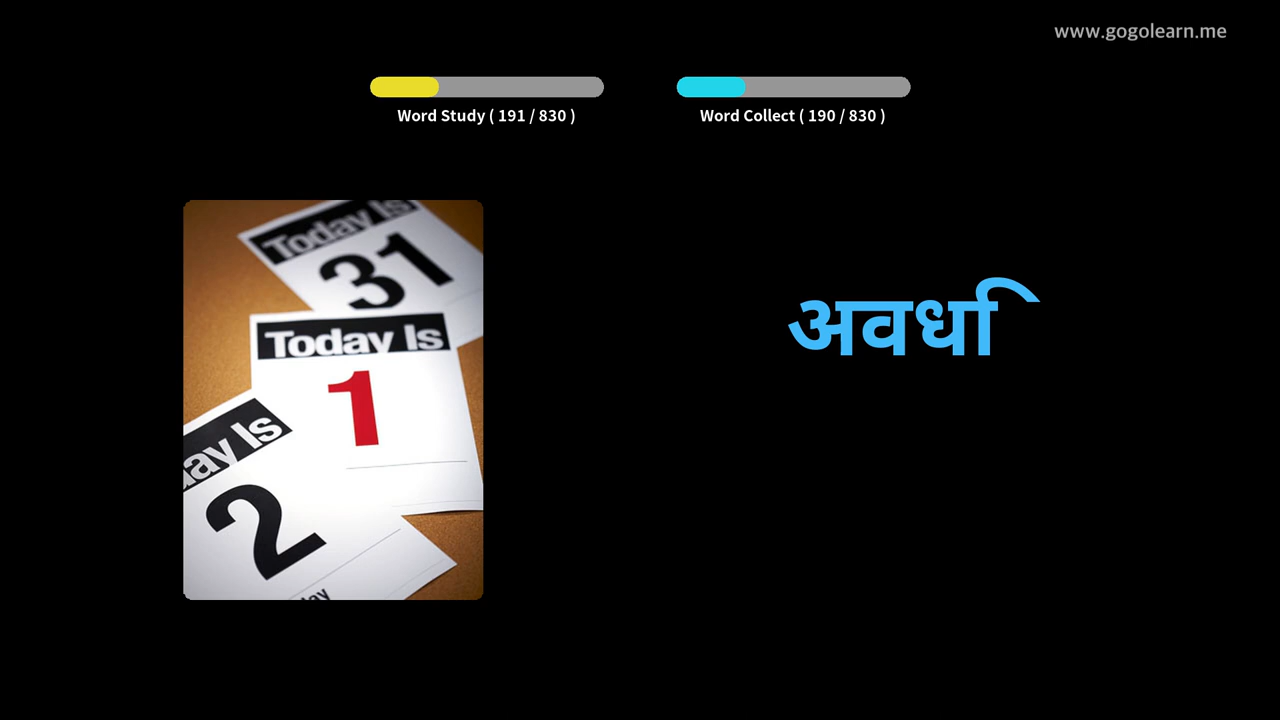 www.gogolearn.me
Word Study ( 191 / 830 )
Word Collect ( 190 / 830 )
Today Is
31
Today Is
1
ay Is
2
अवधि